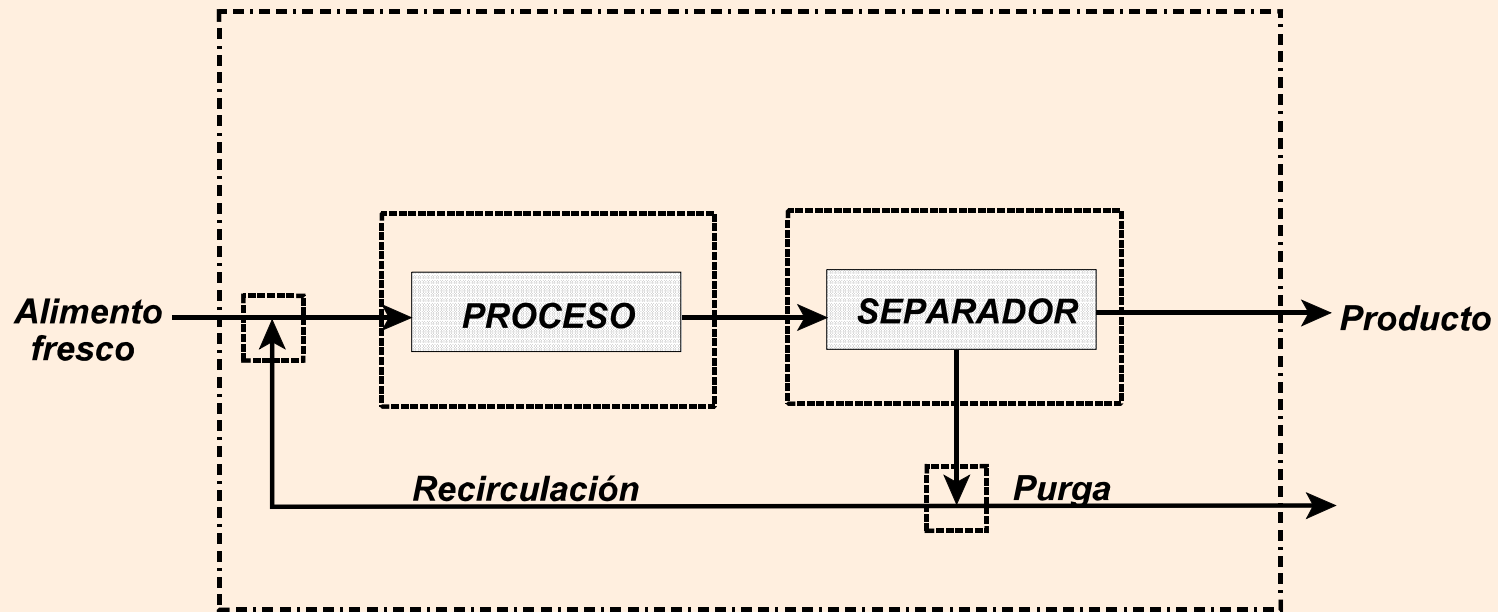 Alimento
fresco
PROCESO
SEPARADOR
Producto
Recirculación
Purga